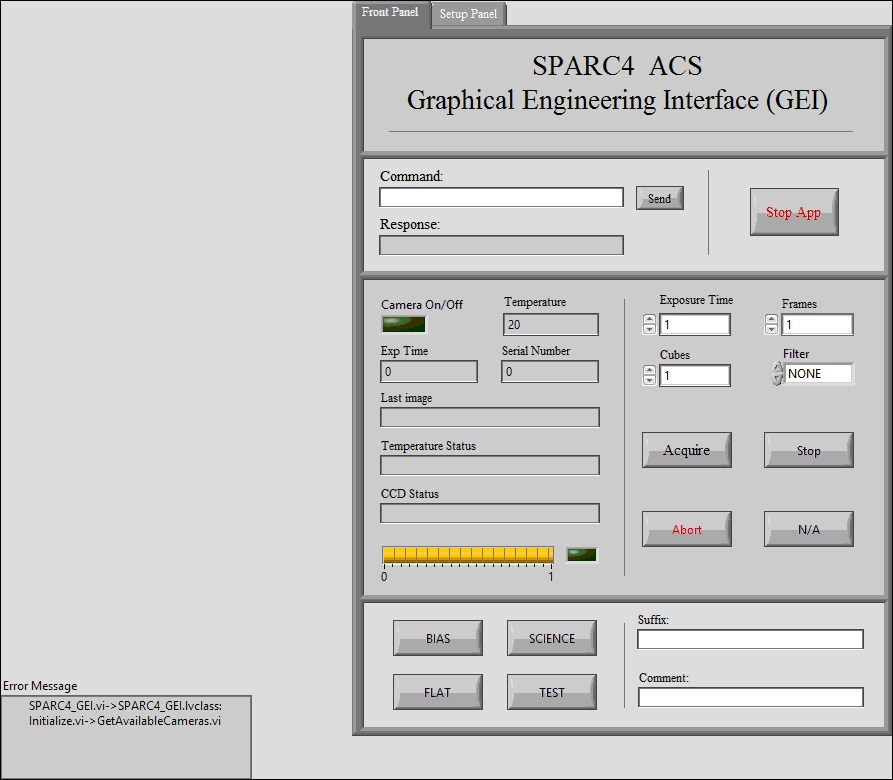 Front Panel
Setup Panel
SPARC4 ACS
Graphical Engineering Interface (GEI)
Command:
Send
Stop App
Response:
Camera On/Off
Temperature
20
Exp Time
Serial Number
0
0
Last image
Temperature Status
CCD Status
0
1
Exposure Time
Frames
1
1
Cubes
Filter
1
NONE
Acquire
Stop
Abort
N/A
BIAS
SCIENCE
FLAT
TEST
Suffix:
Comment:
Error Message
SPARC4_GEI.vi->SPARC4_GEI.lvclass:
Initialize.vi->GetAvailableCameras.vi